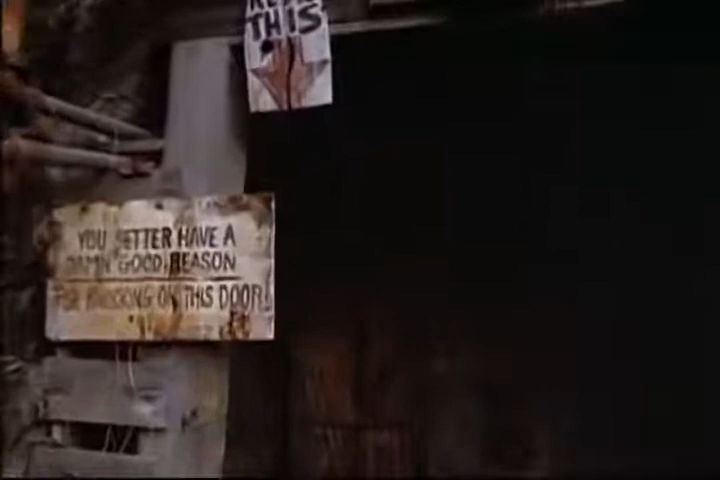 THIS
YOU BETTER HAVE A
DAMN GOOD REASON
FOR KNOCKING ON THIS DOOR!